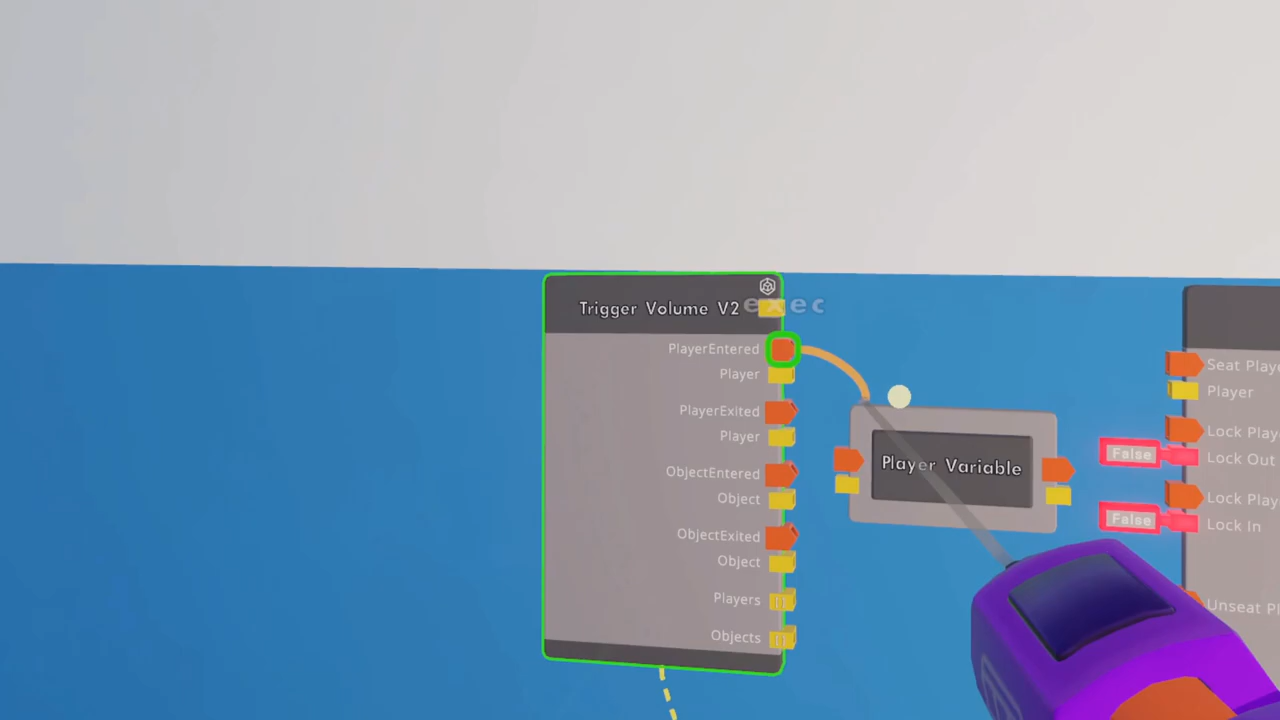 Trigger Volume V2
exec
PlayerEntered
Player
PlayerExited
Player
ObjectEntered
Object
ObjectExited
Object
Players
Objects
Player Variable
Seat Playe
Player
Lock Play
False
Lock Out
Lock Play
False
Lock In
Unseat Pl